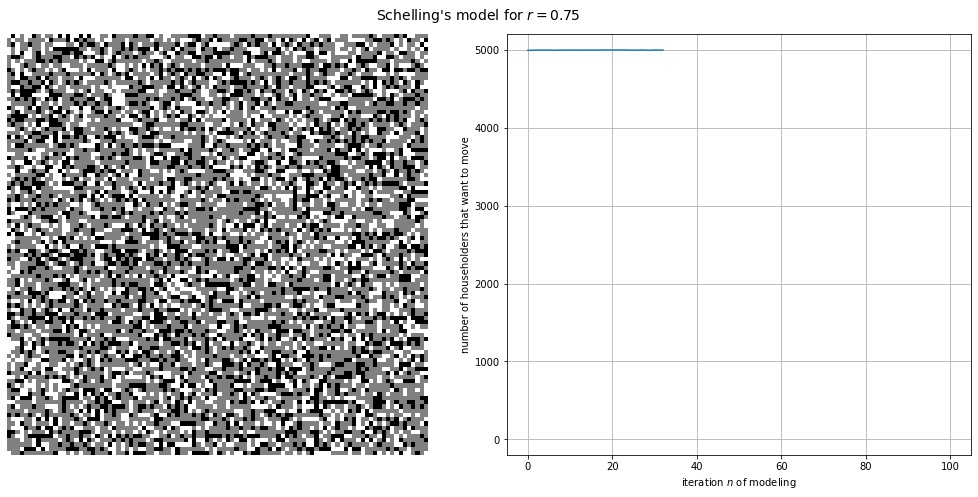 Schelling's model for r = 0.75
5000
4000
3000
2000
1000
0
number of householders that want to move
0 20 40 60 80 100
iteration n of modeling